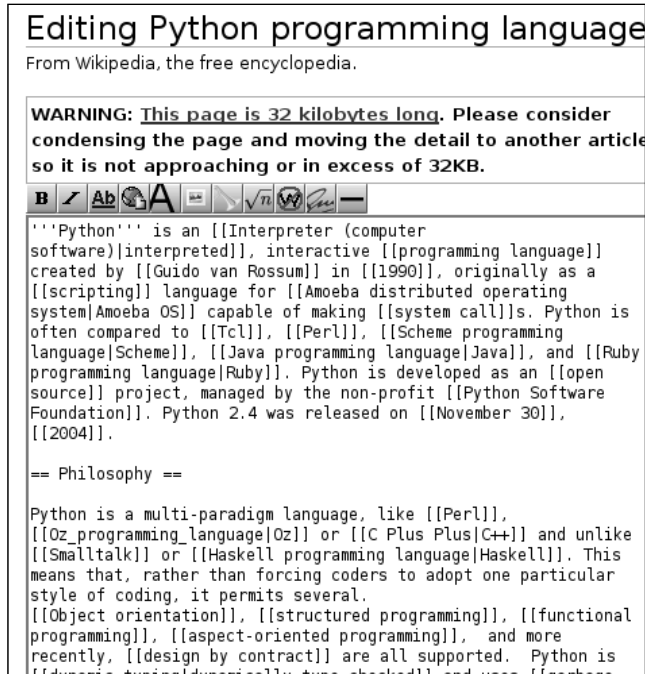 Editing Python programming language
From Wikipedia, the free encyclopedia.
WARNING: This page is 32 kilobytes long. Please consider
condensing the page and moving the detail to another article
so it is not approaching or in excess of 32KB.
B I Ab A √n W
'''Python''' is an [[Interpreter (computer
software)|interpreted]], interactive [[programming language]]
created by [[Guido van Rossum]] in [[1990]], originally as a
[[scripting]] language for [[Amoeba distributed operating
system|Amoeba OS]] capable of making [[system call]]s. Python is
often compared to [[Tcl]], [[Perl]], [[Scheme programming
language|Scheme]], [[Java programming language|Java]], and [[Ruby
programming language|Ruby]]. Python is developed as an [[open
source]] project, managed by the non-profit [[Python Software
Foundation]]. Python 2.4 was released on [[November 30]],
[[2004]].
== Philosophy ==
Python is a multi-paradigm language, like [[Perl]],
[[Oz_programming_language|Oz]] or [[C Plus Plus|C++]] and unlike
[[Smalltalk]] or [[Haskell programming language|Haskell]]. This
means that, rather than forcing coders to adopt one particular
style of coding, it permits several.
[[Object orientation]], [[structured programming]], [[functional
programming]], [[aspect-oriented programming]],  and more
recently, [[design by contract]] are all supported.  Python is
[[dynamic typing|dynamically type-checked]] and uses [[garbage